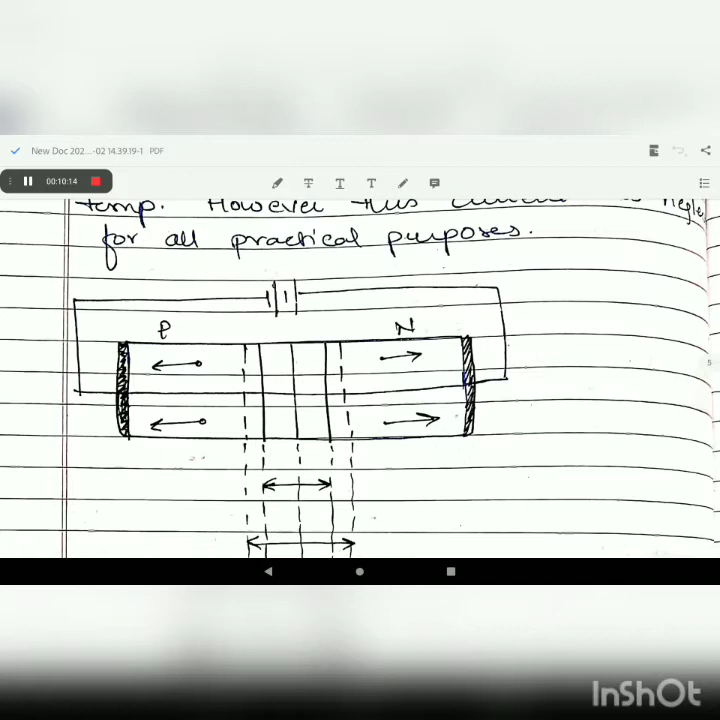 New Doc 202...-02 14.39.19-1 PDF
00:10:14
temp. However this
for all practical purposes.
P
N
5
InShOt